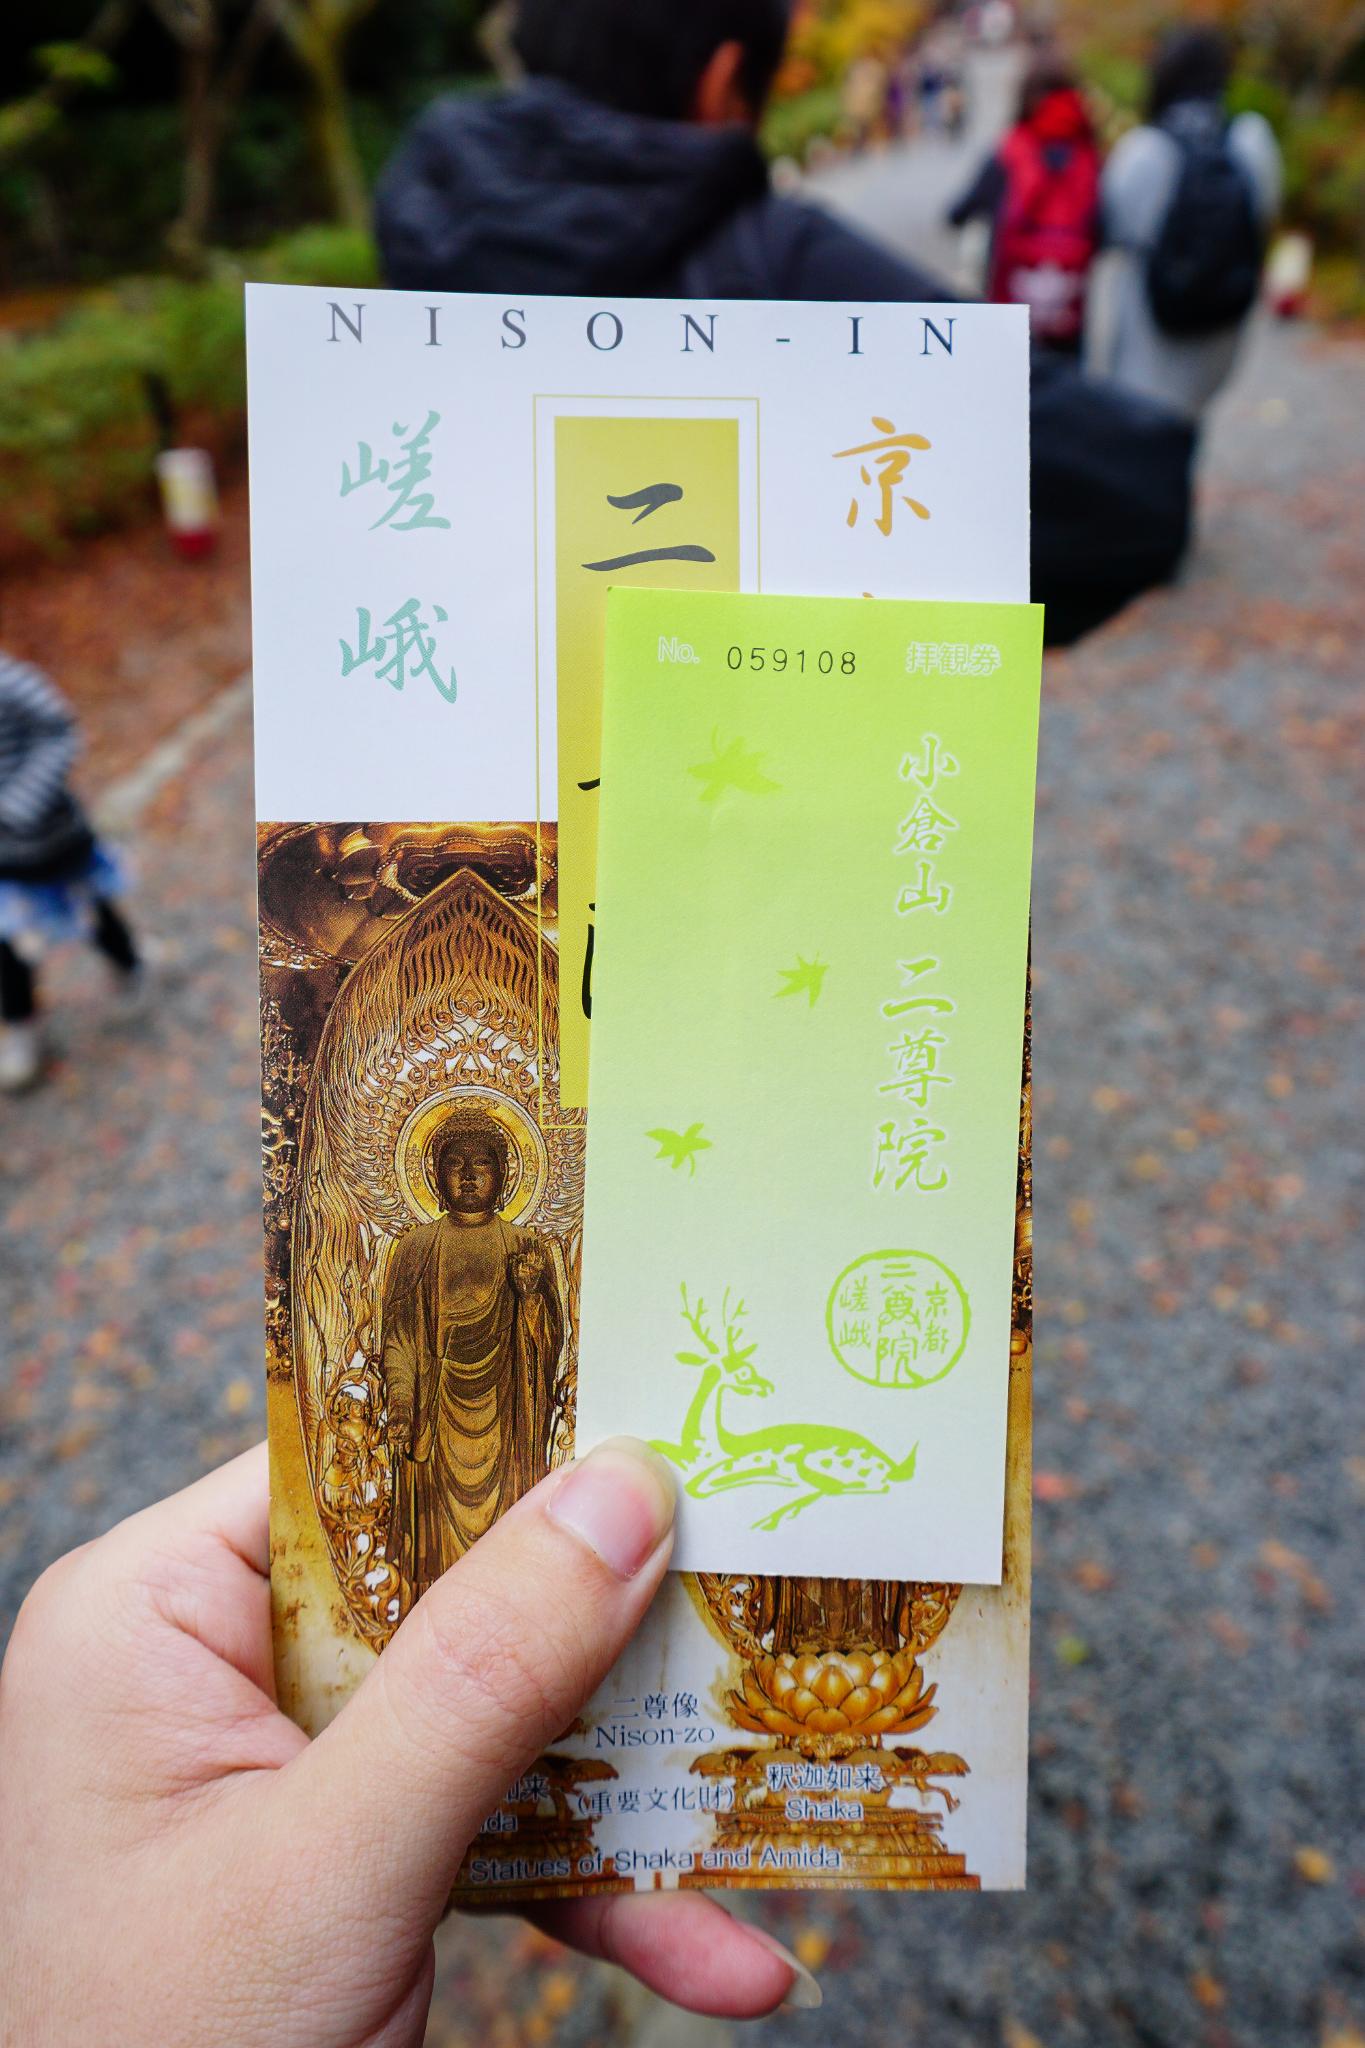 NISON-IN
京
二
嵯峨
No. 059108 拝観券
小倉山 二尊院
京都
二尊院
嵯峨
二尊像
Nison-zo
釈迦如来
Shaka
(重要文化財)
如来
Statues of Shaka and Amida